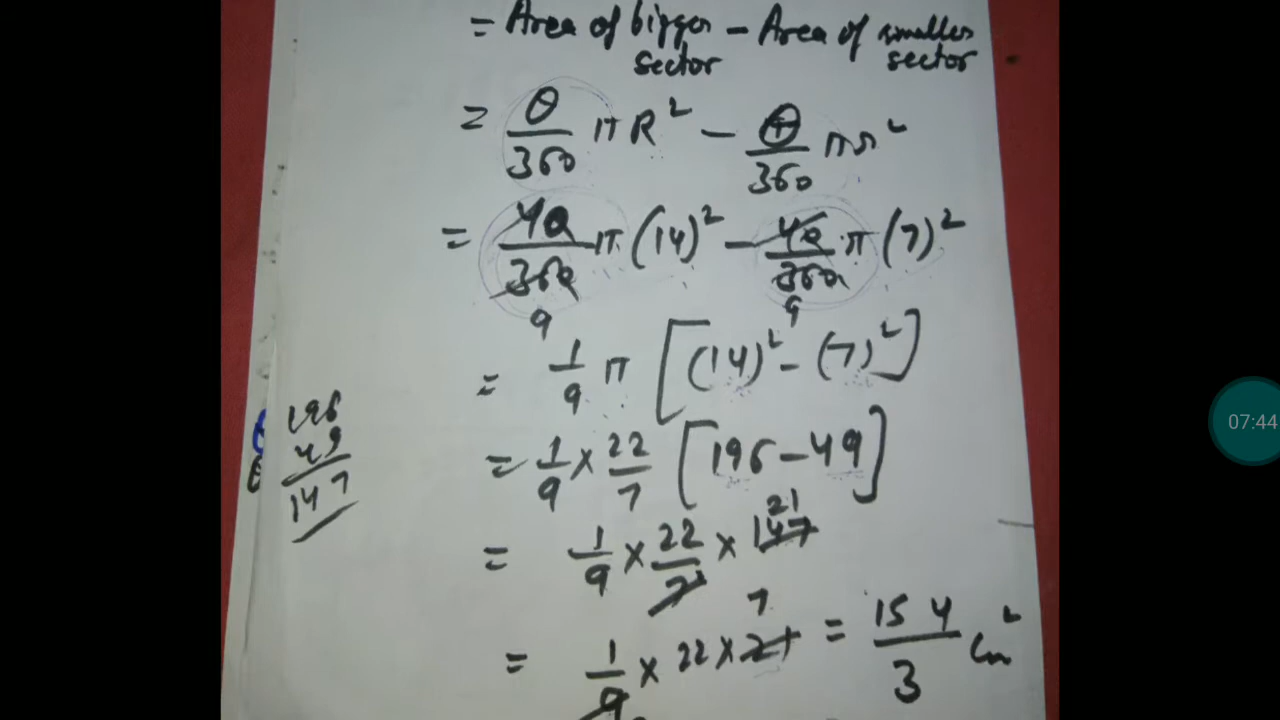 = Area of bigger sector - Area of smaller sector
= θ/360 πR² - θ/360 πr²
= 40/360 π(14)² - 40/360 π(7)²
9 9
= 1/9 π [(14)² - (7)²]
= 1/9 × 22/7 [196 - 49]
= 1/9 × 22/7 × 147
21
= 1/9 × 22 × 21 = 154/3 cm²
7
196
49
147
07:44